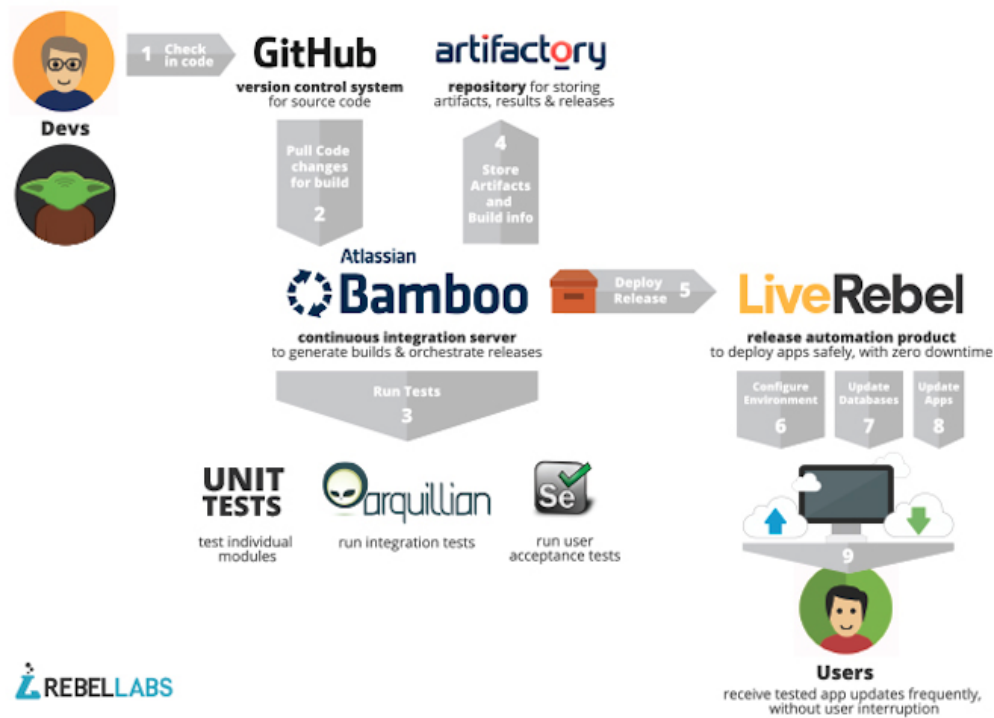 1 Check
in code
GitHub
version control system
for source code
artifactory
repository for storing
artifacts, results & releases
Devs
Pull Code
changes
for build
2
4
Store
Artifacts
and
Build info
Atlassian
Bamboo
continuous integration server
to generate builds & orchestrate releases
Deploy
Release 5
LiveRebel
release automation product
to deploy apps safely, with zero downtime
Run Tests
3
Configure
Environment
6
Update
Databases
7
Update
Apps
8
UNIT
TESTS
test individual
modules
arquillian
run integration tests
Se
run user
acceptance tests
9
Users
receive tested app updates frequently,
without user interruption
REBELLABS